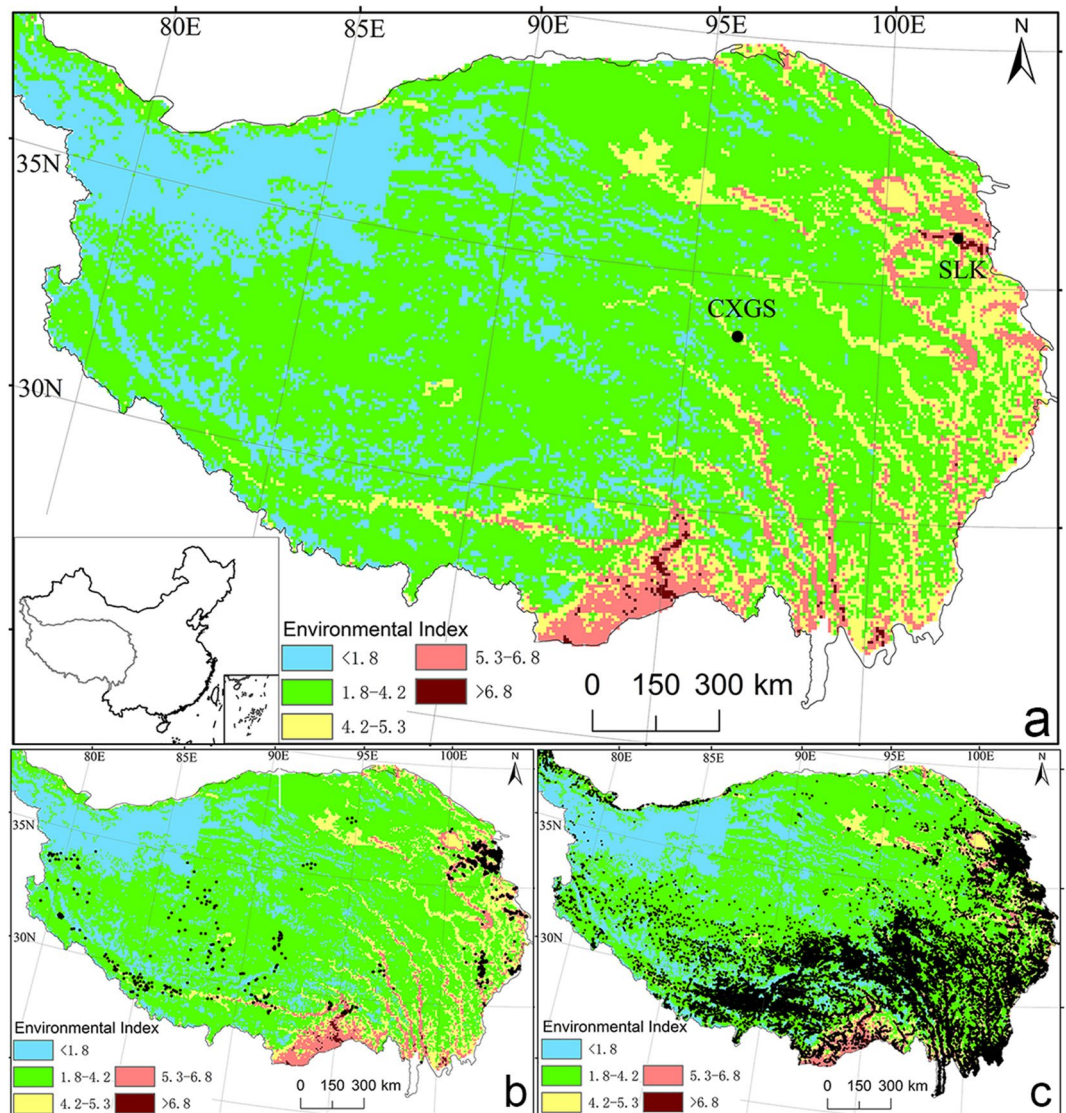 80E 85E 90E 95E 100E
N
35N
SLK
CXGS
30N
Environmental Index
<1.8 5.3-6.8
1.8-4.2 >6.8
4.2-5.3
0 150 300 km
a
80E 85E 90E 95E 100E
N
35N
30N
Environmental Index
<1.8
1.8-4.2 5.3-6.8
4.2-5.3 >6.8
0 150 300 km
b
80E 85E 90E 95E 100E
N
35N
30N
Environmental Index
<1.8
1.8-4.2 5.3-6.8
4.2-5.3 >6.8
0 150 300 km
c